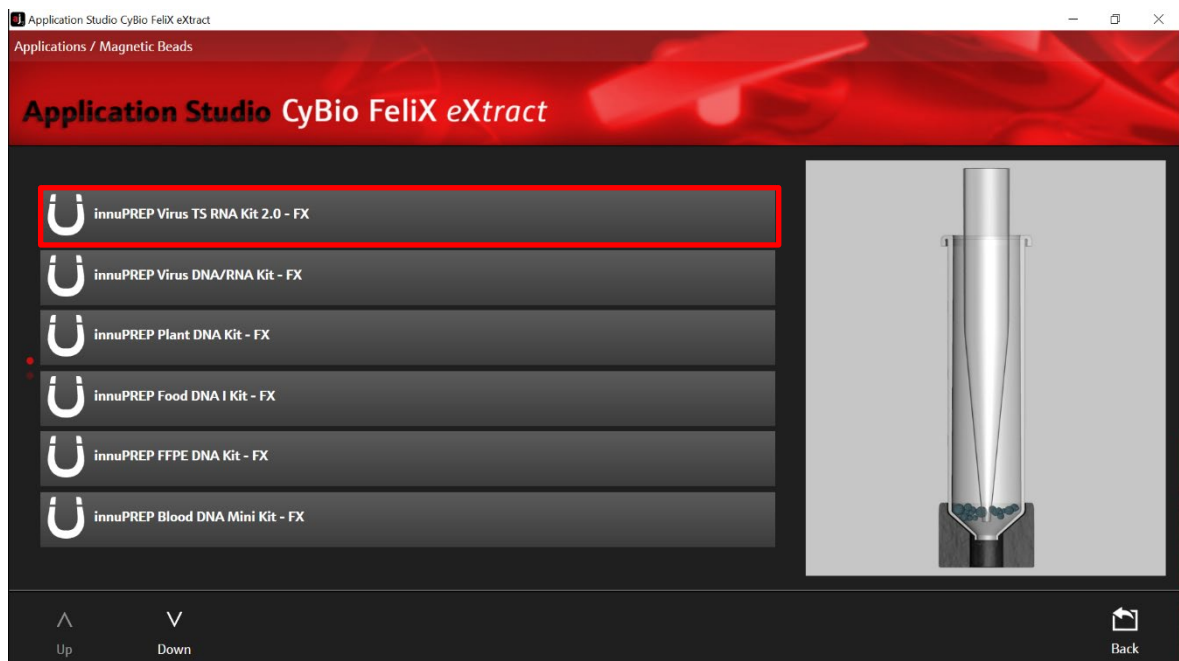 Application Studio CyBio FeliX eXtract
Applications / Magnetic Beads
Application Studio CyBio FeliX eXtract
innuPREP Virus TS RNA Kit 2.0 - FX
innuPREP Virus DNA/RNA Kit - FX
innuPREP Plant DNA Kit - FX
innuPREP Food DNA I Kit - FX
innuPREP FFPE DNA Kit - FX
innuPREP Blood DNA Mini Kit - FX
Up Down Back